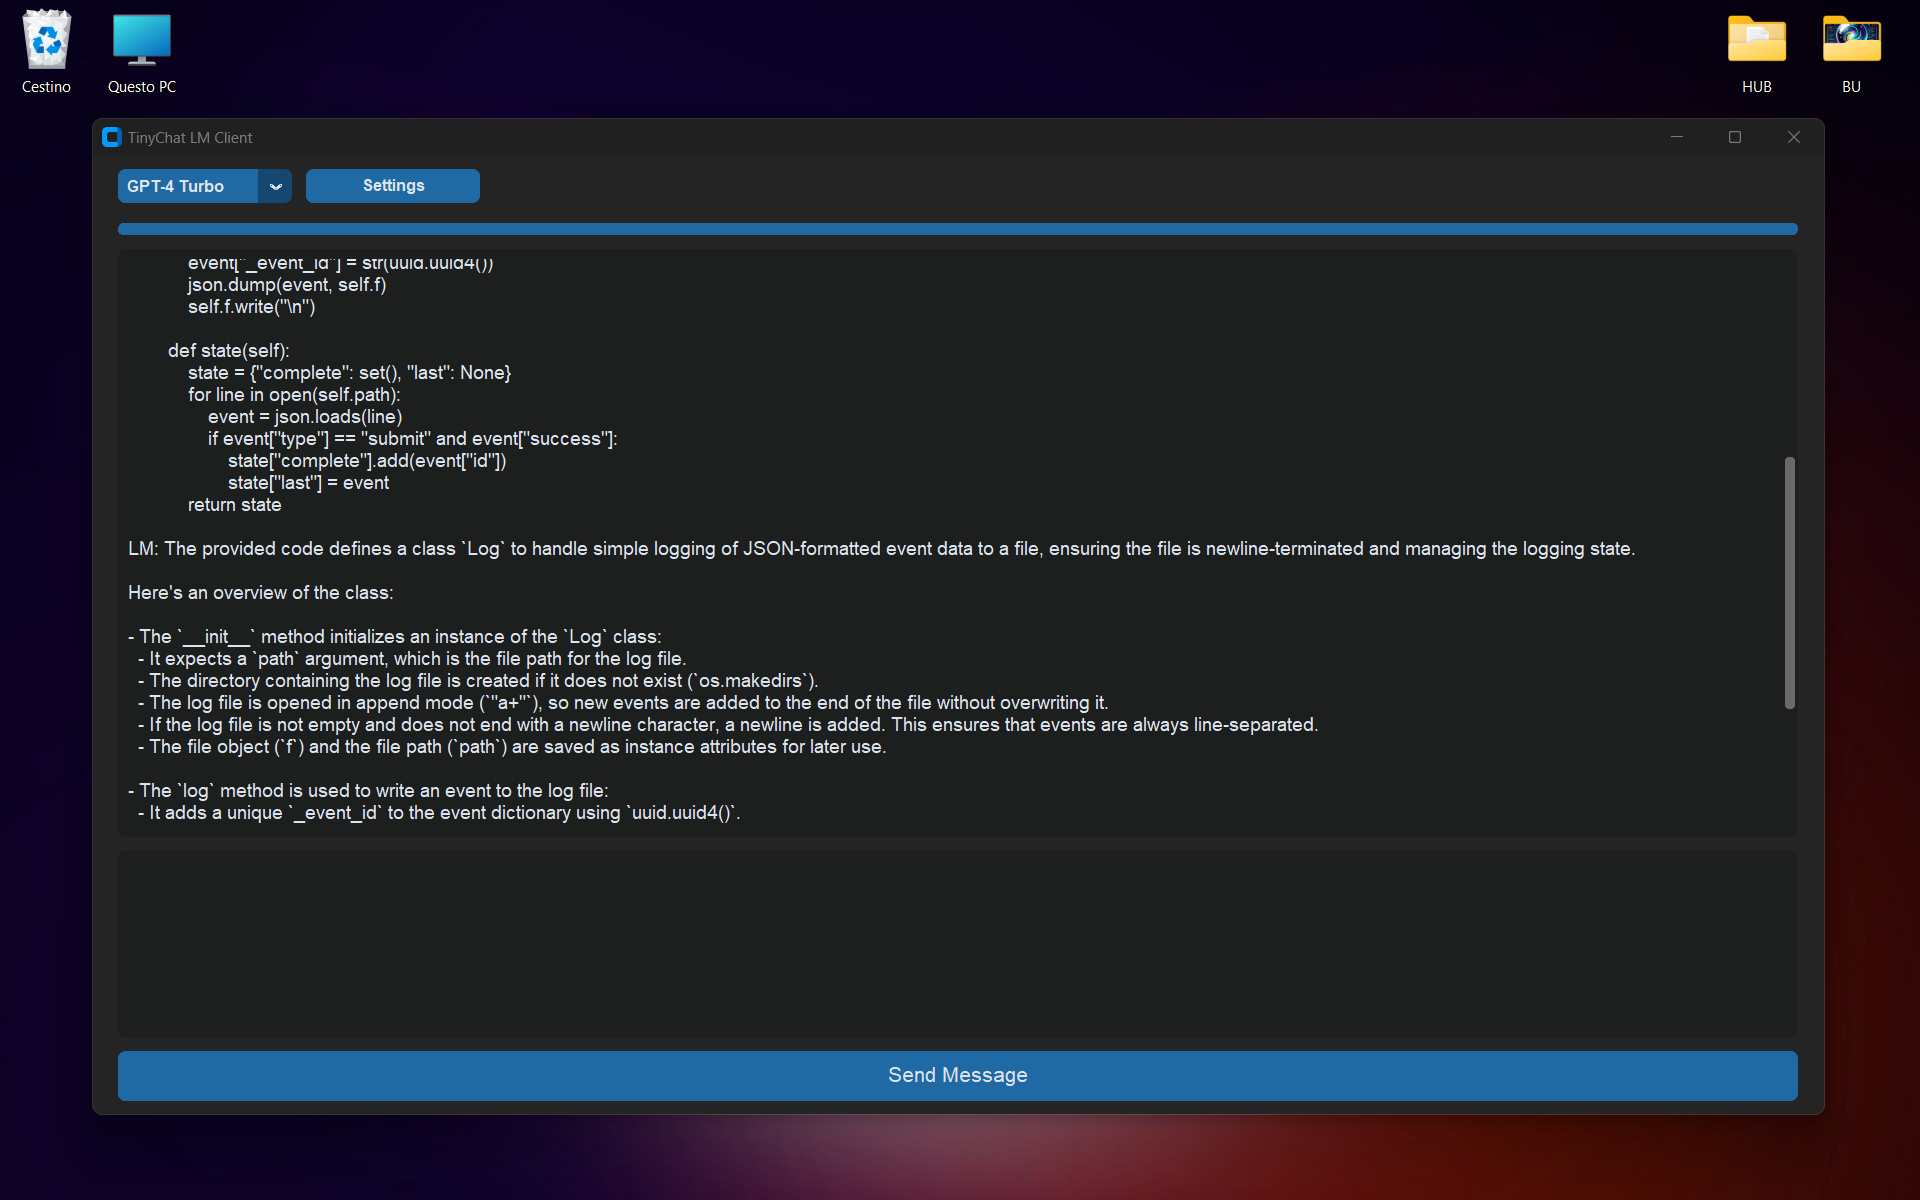 Cestino
Questo PC
HUB
BU
TinyChat LM Client
GPT-4 Turbo
Settings
event["_event_id"] = str(uuid.uuid4())
json.dump(event, self.f)
self.f.write("\n")
def state(self):
state = {"complete": set(), "last": None}
for line in open(self.path):
event = json.loads(line)
if event["type"] == "submit" and event["success"]:
state["complete"].add(event["id"])
state["last"] = event
return state
LM: The provided code defines a class `Log` to handle simple logging of JSON-formatted event data to a file, ensuring the file is newline-terminated and managing the logging state.
Here's an overview of the class:
- The `__init__` method initializes an instance of the `Log` class:
- It expects a `path` argument, which is the file path for the log file.
- The directory containing the log file is created if it does not exist (`os.makedirs`).
- The log file is opened in append mode (`"a+"`), so new events are added to the end of the file without overwriting it.
- If the log file is not empty and does not end with a newline character, a newline is added. This ensures that events are always line-separated.
- The file object (`f`) and the file path (`path`) are saved as instance attributes for later use.
- The `log` method is used to write an event to the log file:
- It adds a unique `_event_id` to the event dictionary using `uuid.uuid4()`.
Send Message